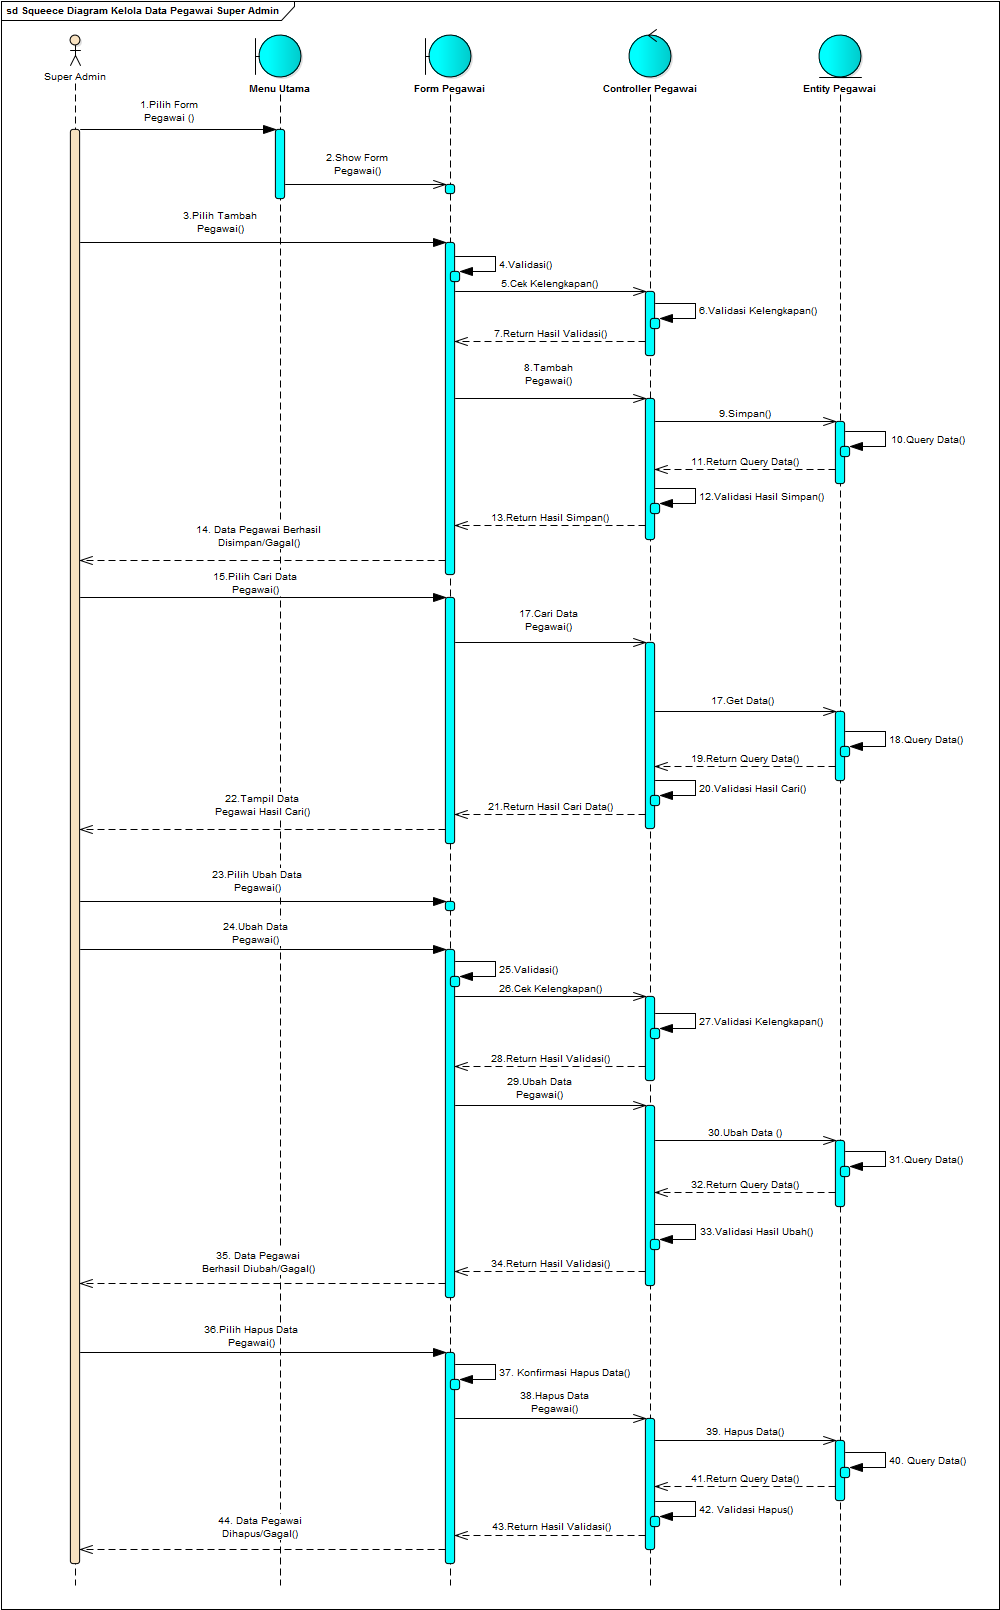 sd Squeece Diagram Kelola Data Pegawai Super Admin
Super Admin
Menu Utama
Form Pegawai
Controller Pegawai
Entity Pegawai
1.Pilih Form
Pegawai ()
2.Show Form
Pegawai()
3.Pilih Tambah
Pegawai()
4.Validasi()
5.Cek Kelengkapan()
6.Validasi Kelengkapan()
7.Return Hasil Validasi()
8.Tambah
Pegawai()
9.Simpan()
10.Query Data()
11.Return Query Data()
12.Validasi Hasil Simpan()
13.Return Hasil Simpan()
14. Data Pegawai Berhasil
Disimpan/Gagal()
15.Pilih Cari Data
Pegawai()
17.Cari Data
Pegawai()
17.Get Data()
18.Query Data()
19.Return Query Data()
20.Validasi Hasil Cari()
21.Return Hasil Cari Data()
22.Tampil Data
Pegawai Hasil Cari()
23.Pilih Ubah Data
Pegawai()
24.Ubah Data
Pegawai()
25.Validasi()
26.Cek Kelengkapan()
27.Validasi Kelengkapan()
28.Return Hasil Validasi()
29.Ubah Data
Pegawai()
30.Ubah Data ()
31.Query Data()
32.Return Query Data()
33.Validasi Hasil Ubah()
34.Return Hasil Validasi()
35. Data Pegawai
Berhasil Diubah/Gagal()
36.Pilih Hapus Data
Pegawai()
37. Konfirmasi Hapus Data()
38.Hapus Data
Pegawai()
39. Hapus Data()
40. Query Data()
41.Return Query Data()
42. Validasi Hapus()
43.Return Hasil Validasi()
44. Data Pegawai
Dihapus/Gagal()